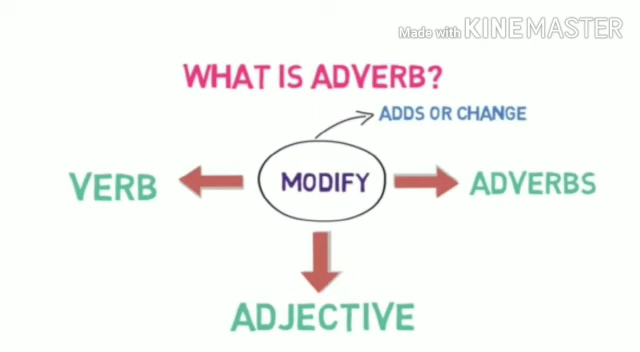 Made with KINEMASTER
WHAT IS ADVERB?
ADDS OR CHANGE
VERB
MODIFY
ADVERBS
ADJECTIVE